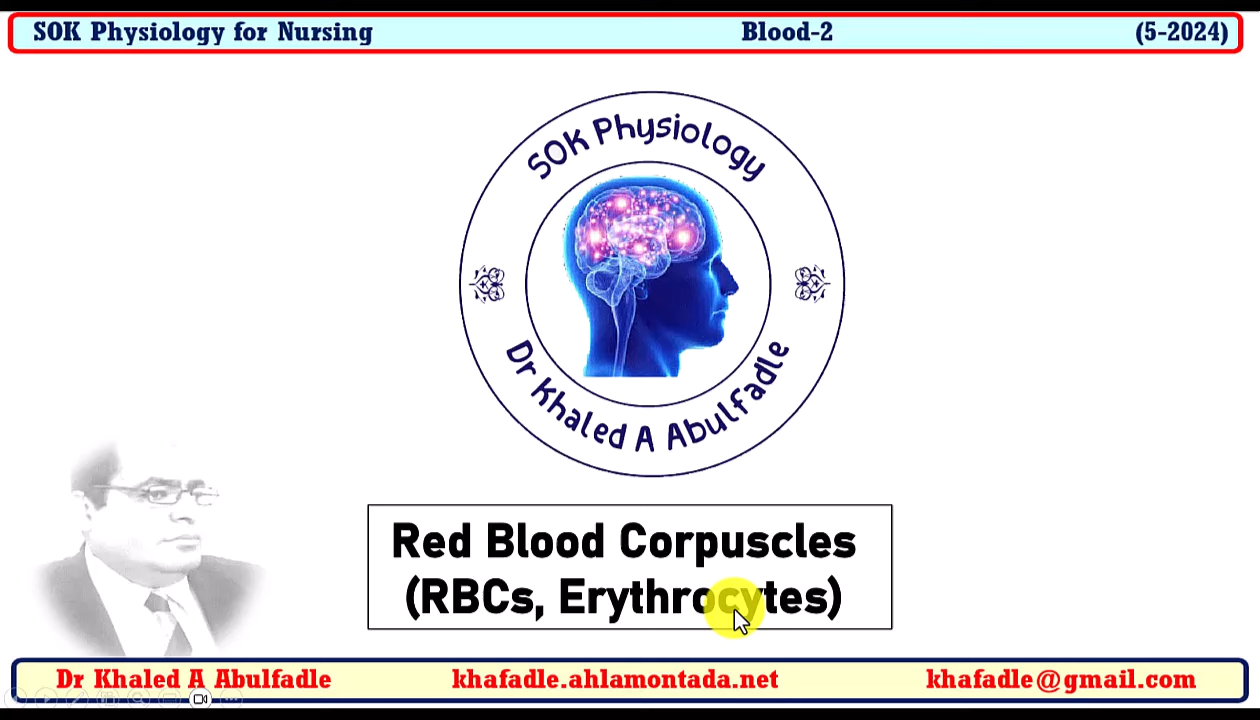 SOK Physiology for Nursing Blood-2 (5-2024)
SOK Physiology
Dr Khaled A Abulfadle
Red Blood Corpuscles
(RBCs, Erythrocytes)
Dr Khaled A Abulfadle khafadle.ahlamontada.net khafadle@gmail.com